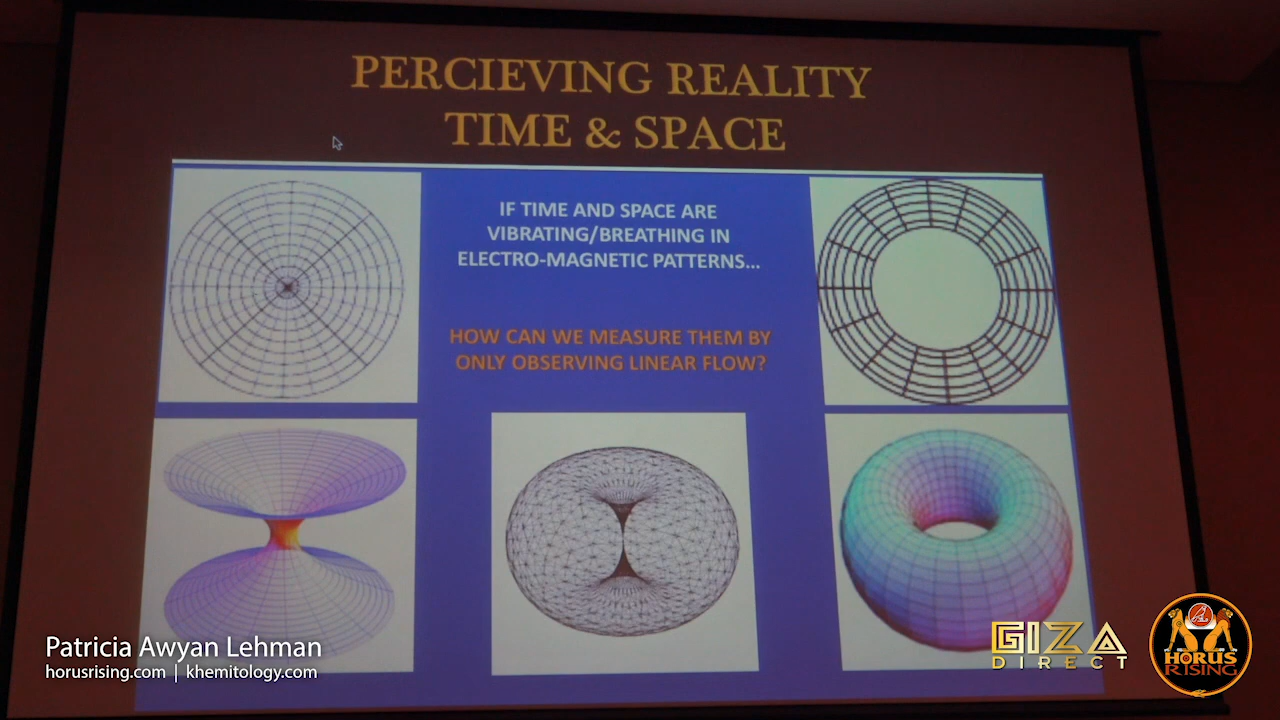 PERCIEVING REALITY
TIME & SPACE
IF TIME AND SPACE ARE
VIBRATING/BREATHING IN
ELECTRO-MAGNETIC PATTERNS...
HOW CAN WE MEASURE THEM BY
ONLY OBSERVING LINEAR FLOW?
Patricia Awyan Lehman
horusrising.com | khemitology.com
GIZA
DIRECT
HORUS
RISING